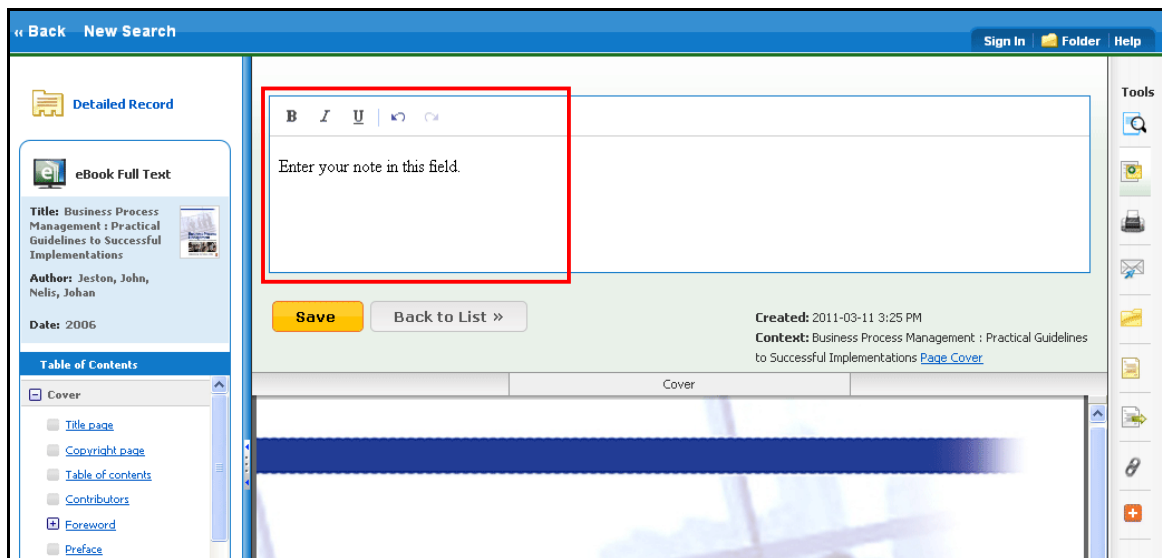 ‹‹ Back New Search
Sign In Folder Help
Detailed Record
eBook Full Text
Title: Business Process
Management : Practical
Guidelines to Successful
Implementations
Author: Jeston, John,
Nelis, Johan
Date: 2006
Table of Contents
Cover
Title page
Copyright page
Table of contents
Contributors
Foreword
Preface
B I U
Enter your note in this field.
Save Back to List »
Created: 2011-03-11 3:25 PM
Context: Business Process Management : Practical Guidelines
to Successful Implementations Page Cover
Cover
Tools